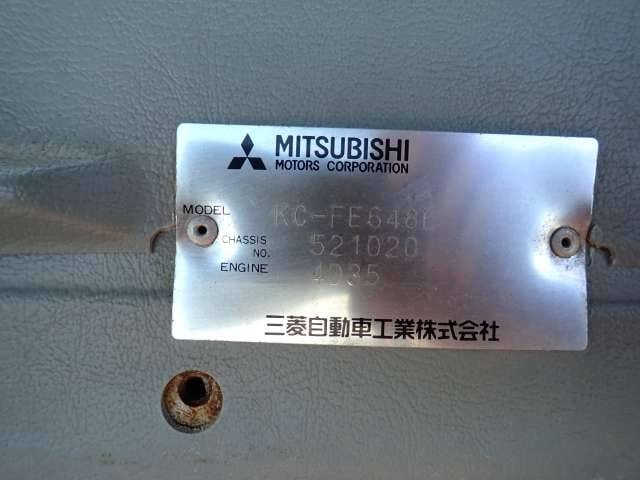 MITSUBISHI
MOTORS CORPORATION
MODEL KC-FE648E
CHASSIS NO. 521020
ENGINE 4D35
三菱自動車工業株式会社